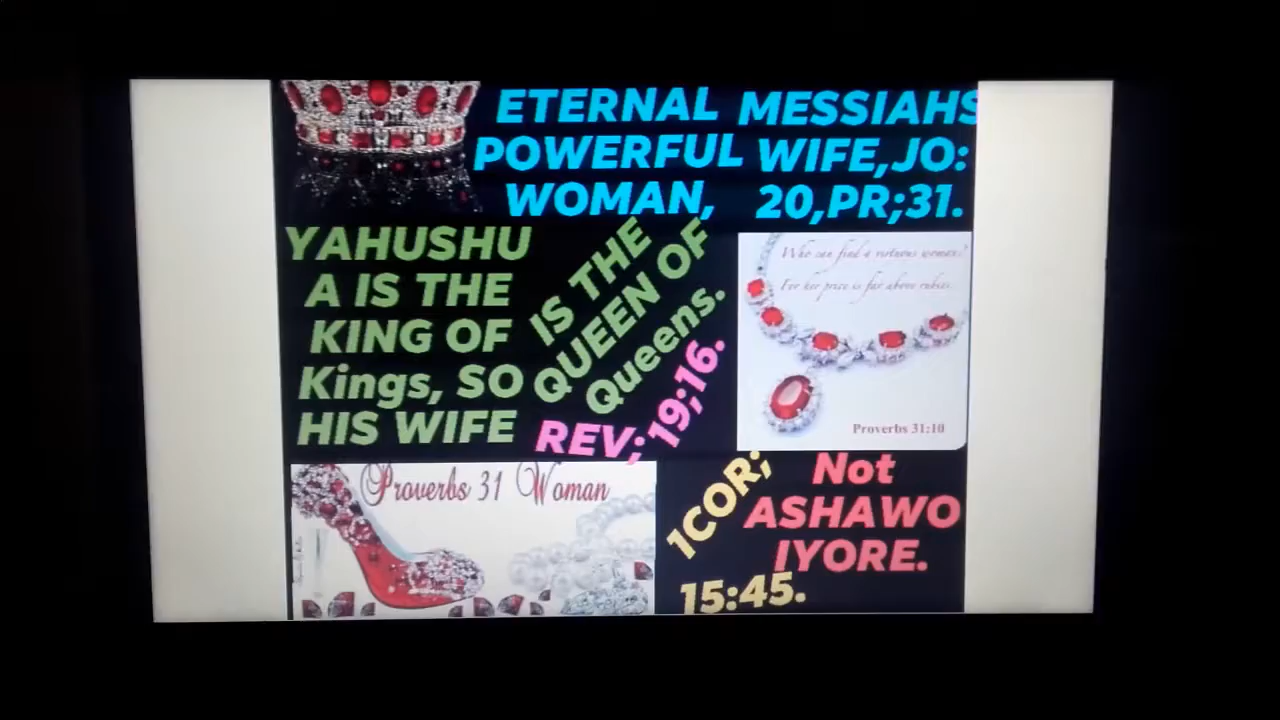 ETERNAL
POWERFUL
WOMAN,
MESSIAHS
WIFE,JO:
20,PR;31.
YAHUSHU
A IS THE
KING OF
Kings, SO
HIS WIFE
IS THE
QUEEN OF
Queens.
REV;19;16.
Who can find a virtuous woman?
For her price is far above rubies.
Proverbs 31:10
Proverbs 31 Woman
1COR;
15:45.
Not
ASHAWO
IYORE.